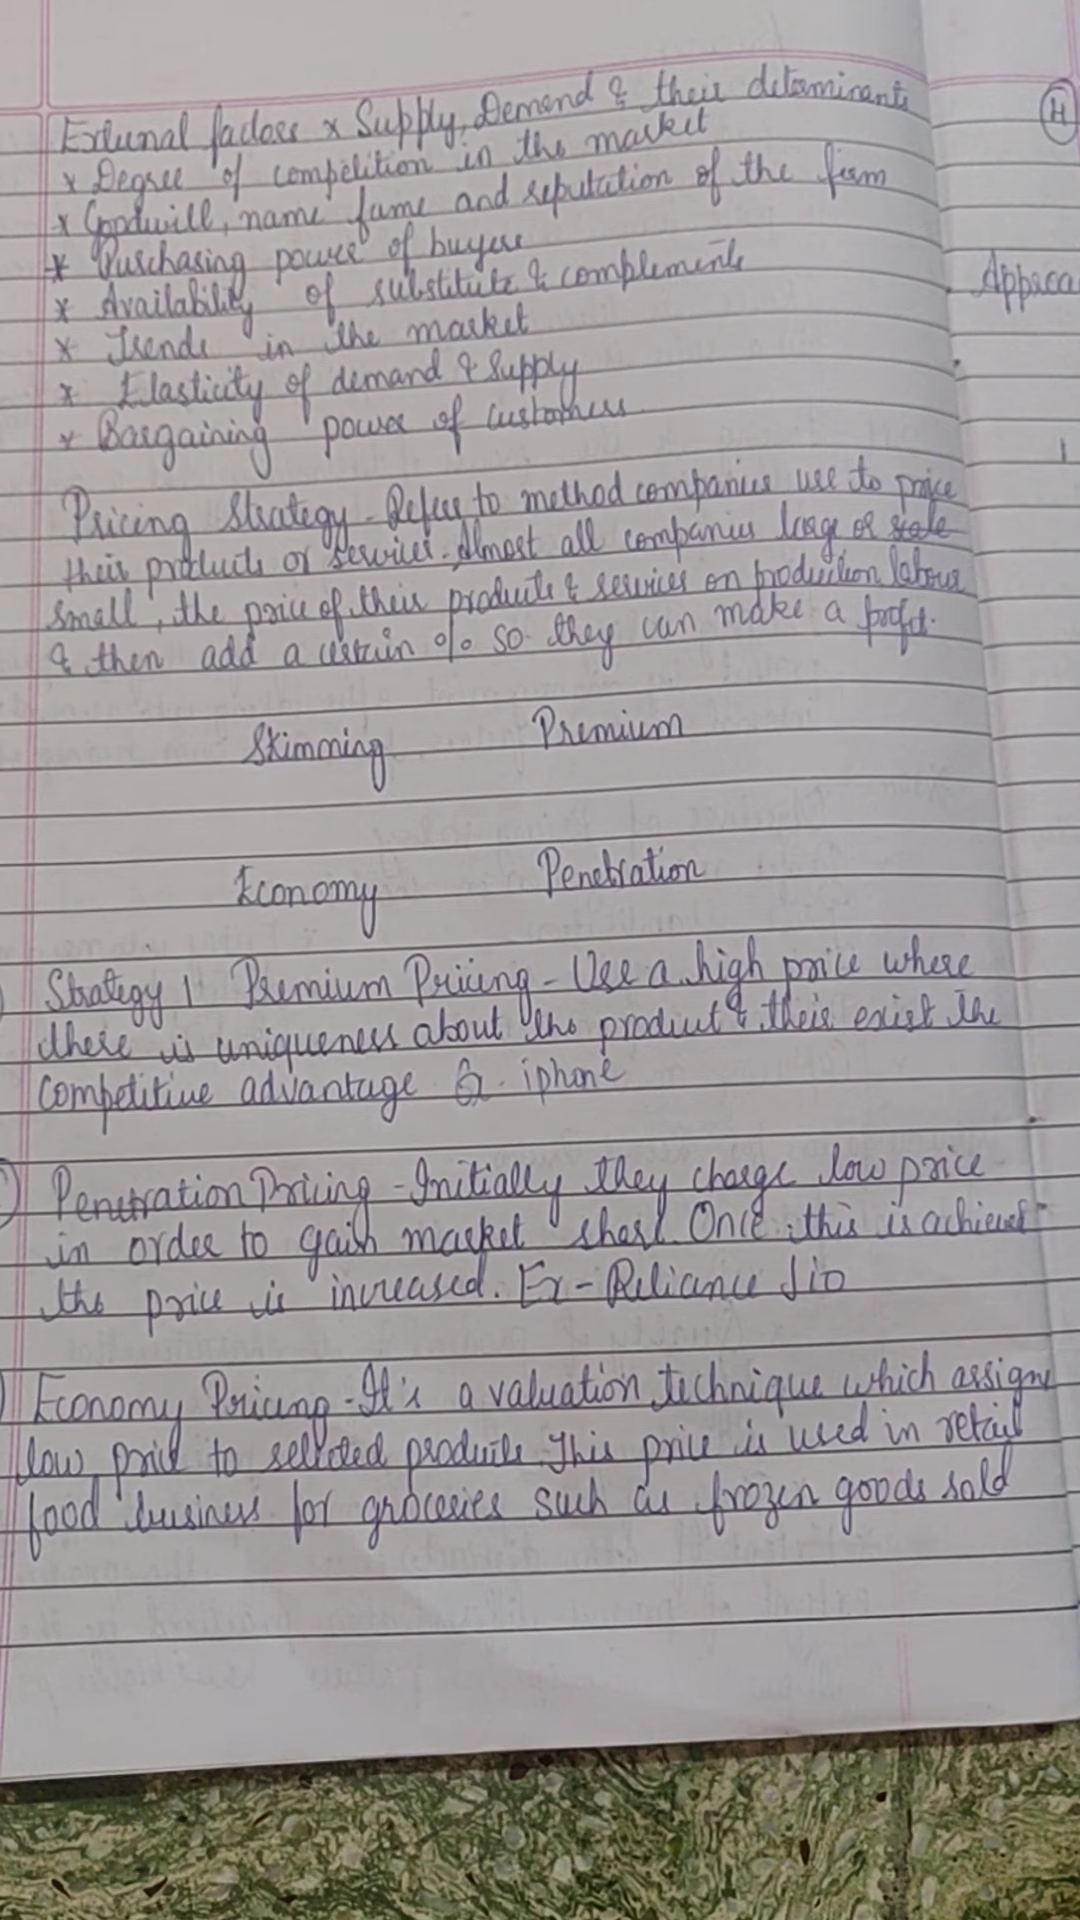 External factors x Supply, Demand & their determinants
x Degree of competition in the market
x Goodwill, name fame and reputation of the firm
x Purchasing power of buyers
x Availability of substitute & complements
x Trends in the market
x Elasticity of demand & supply
x Bargaining power of customers
Pricing Strategy - Refers to method companies use to price
their products or services. Almost all companies large or
small, the price of their products & services on production labour
& then add a certain % so they can make a profit.
Skimming Premium
Economy Penetration
Strategy 1 Premium Pricing - Use a high price where
there is uniqueness about the product & their exist the
competitive advantage iphone
Penetration Pricing - Initially they charge low price
in order to gain market share. Once this is achieved
the price is increased. Ex - Reliance Jio
Economy Pricing - It's a valuation technique which assigns
low price to selected products. This price is used in retail
food business for groceries such as frozen goods sold
H